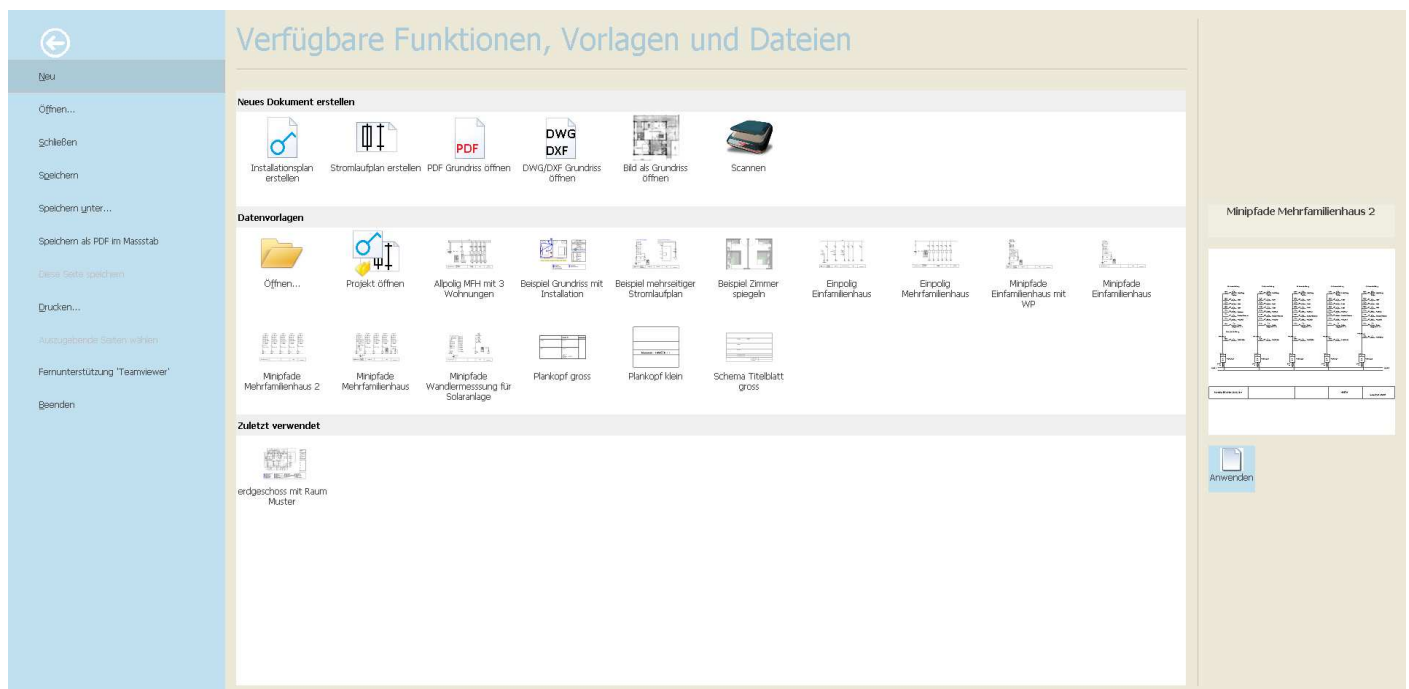 Verfügbare Funktionen, Vorlagen und Dateien
Neu
Öffnen...
Schließen
Speichern
Speichern unter...
Speichern als PDF im Massstab
Diese Seite speichern
Drucken...
Auszugebende Seiten wählen
Fernunterstützung 'Teamviewer'
Beenden
Neues Dokument erstellen
Installationsplan
erstellen
Stromlaufplan erstellen
PDF
PDF Grundriss öffnen
DWG
DXF
DWG/DXF Grundriss
öffnen
Bild als Grundriss
öffnen
Scannen
Datenvorlagen
Öffnen...
Projekt öffnen
Allpolig MFH mit 3
Wohnungen
Beispiel Grundriss mit
Installation
Beispiel mehrseitiger
Stromlaufplan
Beispiel Zimmer
spiegeln
Einpolig
Einfamilienhaus
Einpolig
Mehrfamilienhaus
Minipfade
Einfamilienhaus mit
WP
Minipfade
Einfamilienhaus
Minipfade
Mehrfamilienhaus 2
Minipfade
Mehrfamilienhaus
Minipfade
Wandlermesssung für
Solaranlage
Plankopf gross
Plankopf klein
Schema Titelblatt
gross
Zuletzt verwendet
erdgeschoss mit Raum
Muster
Minipfade Mehrfamilienhaus 2
Anwenden